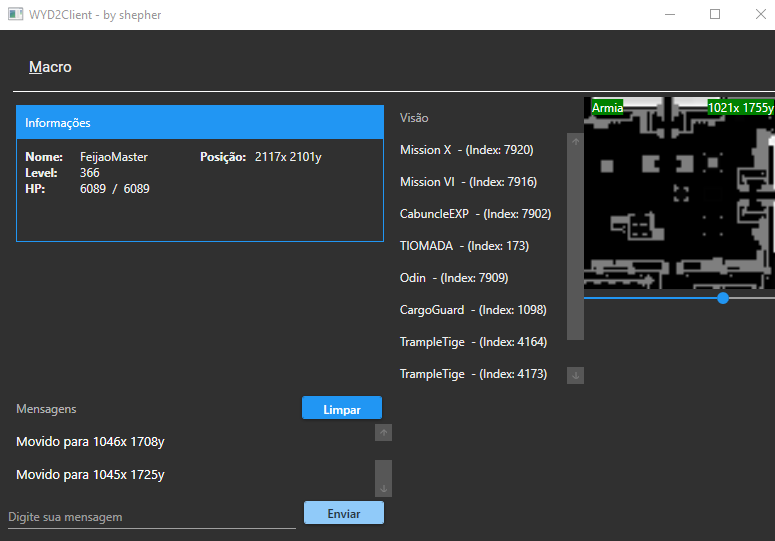 WYD2Client - by shepher
Macro
Informações
Nome: FeijaoMaster Posição: 2117x 2101y
Level: 366
HP: 6089 / 6089
Visão
Mission X - (Index: 7920)
Mission VI - (Index: 7916)
CabuncleEXP - (Index: 7902)
TIOMADA - (Index: 173)
Odin - (Index: 7909)
CargoGuard - (Index: 1098)
TrampleTige - (Index: 4164)
TrampleTige - (Index: 4173)
Armia 1021x 1755y
Mensagens Limpar
Movido para 1046x 1708y
Movido para 1045x 1725y
Digite sua mensagem Enviar